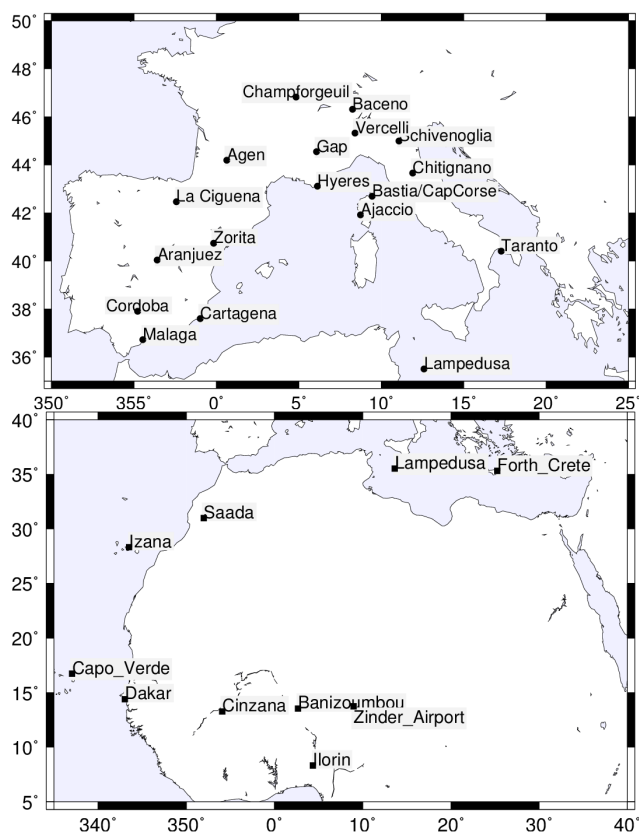 50°
48°
Champforgeuil
Baceno
46°
Vercelli
Schivenoglia
Gap
Agen
44°
Chitignano
Hyeres
Bastia/CapCorse
La Ciguena
42°
Ajaccio
Zorita
Taranto
Aranjuez
40°
Cordoba
38°
Cartagena
Malaga
36°
Lampedusa
350° 355° 0° 5° 10° 15° 20° 25°
40°
Lampedusa
Forth_Crete
35°
Saada
30°
Izana
25°
20°
Capo_Verde
15°
Dakar
Cinzana
Banizoumbou
Zinder_Airport
10°
Ilorin
5°
340° 350° 0° 10° 20° 30° 40°